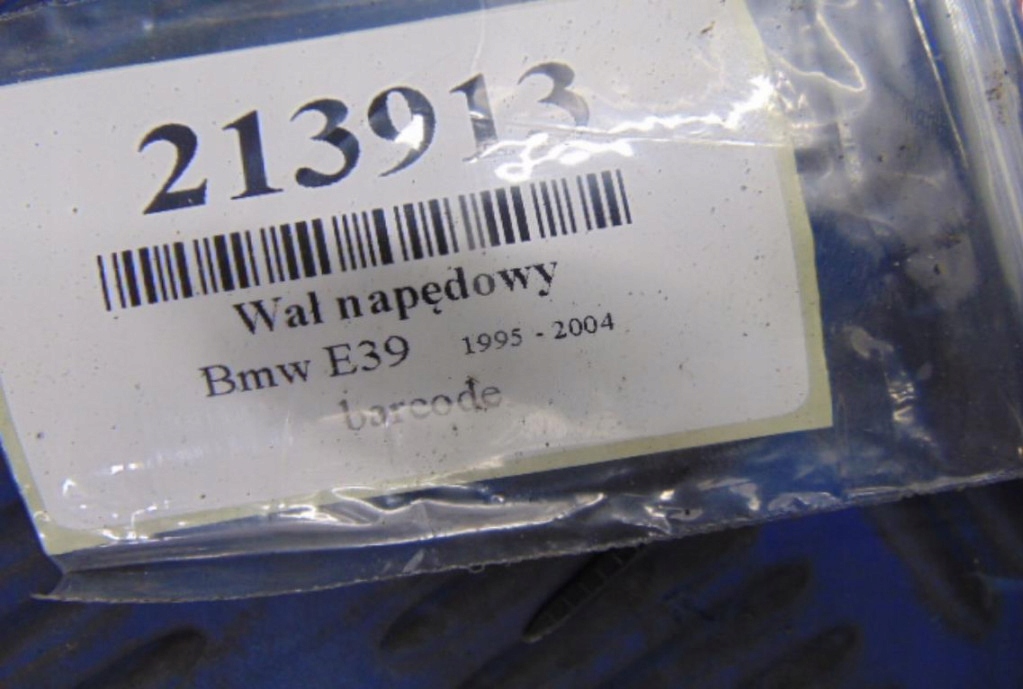 213913
Wał napędowy
Bmw E39 1995 - 2004
barcode